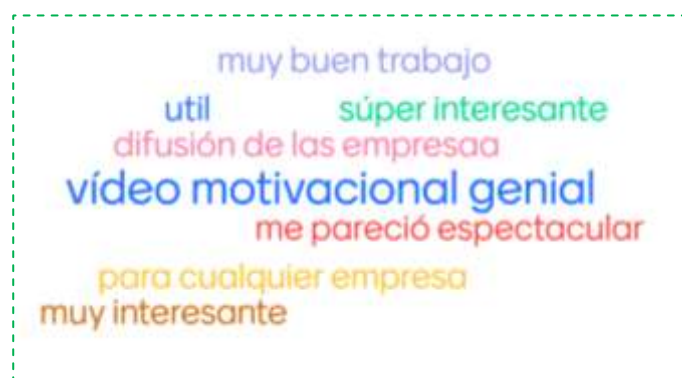 muy buen trabajo
util súper interesante
difusión de las empresaa
vídeo motivacional genial
me pareció espectacular
para cualquier empresa
muy interesante